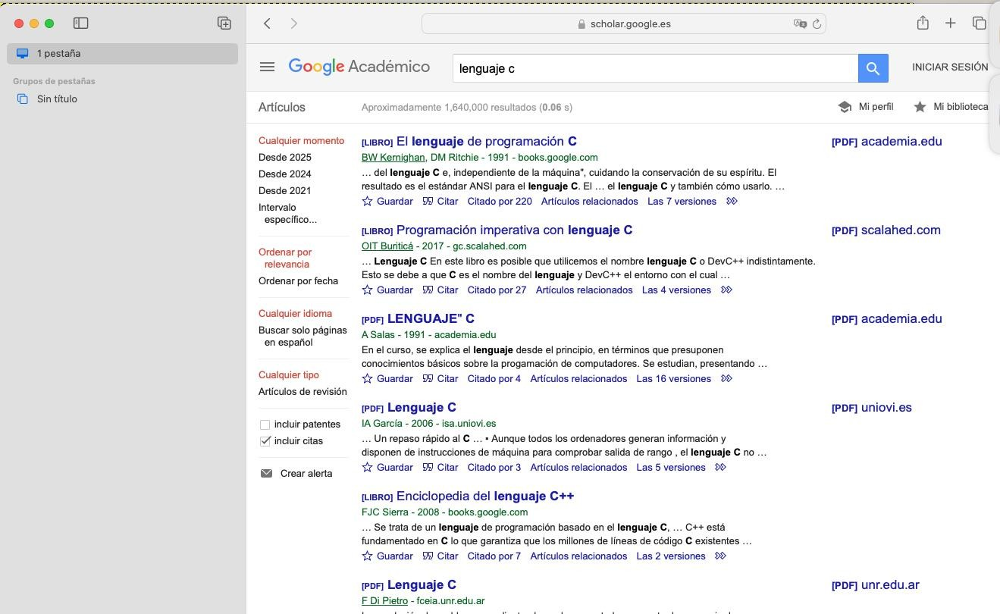 1 pestaña
Grupos de pestañas
Sin título
scholar.google.es
Google Académico
lenguaje c
INICIAR SESIÓN
Artículos
Aproximadamente 1,640,000 resultados (0.06 s)
Mi perfil
Mi biblioteca
Cualquier momento
Desde 2025
Desde 2024
Desde 2021
Intervalo
específico...
Ordenar por
relevancia
Ordenar por fecha
Cualquier idioma
Buscar solo páginas
en español
Cualquier tipo
Artículos de revisión
incluir patentes
incluir citas
Crear alerta
[LIBRO] El lenguaje de programación C
BW Kernighan, DM Ritchie - 1991 - books.google.com
… del lenguaje C e, independiente de la máquina", cuidando la conservación de su espíritu. El
resultado es el estándar ANSI para el lenguaje C. El … el lenguaje C y también cómo usarlo. …
Guardar Citar Citado por 220 Artículos relacionados Las 7 versiones
[PDF] academia.edu
[LIBRO] Programación imperativa con lenguaje C
OIT Buriticá - 2017 - gc.scalahed.com
… Lenguaje C En este libro es posible que utilicemos el nombre lenguaje C o DevC++ indistintamente.
Esto se debe a que C es el nombre del lenguaje y DevC++ el entorno con el cual …
Guardar Citar Citado por 27 Artículos relacionados Las 4 versiones
[PDF] scalahed.com
[PDF] LENGUAJE" C
A Salas - 1991 - academia.edu
En el curso, se explica el lenguaje desde el principio, en términos que presuponen
conocimientos básicos sobre la progamación de computadores. Se estudian, presentando …
Guardar Citar Citado por 4 Artículos relacionados Las 16 versiones
[PDF] academia.edu
[PDF] Lenguaje C
IA García - 2006 - isa.uniovi.es
… Un repaso rápido al C … ▪ Aunque todos los ordenadores generan información y
disponen de instrucciones de máquina para comprobar salida de rango , el lenguaje C no …
Guardar Citar Citado por 3 Artículos relacionados Las 5 versiones
[PDF] uniovi.es
[LIBRO] Enciclopedia del lenguaje C++
FJC Sierra - 2008 - books.google.com
… Se trata de un lenguaje de programación basado en el lenguaje C, … C++ está
fundamentado en C lo que garantiza que los millones de líneas de código C existentes …
Guardar Citar Citado por 7 Artículos relacionados Las 2 versiones
[PDF] Lenguaje C
F Di Pietro - fceia.unr.edu.ar
[PDF] unr.edu.ar